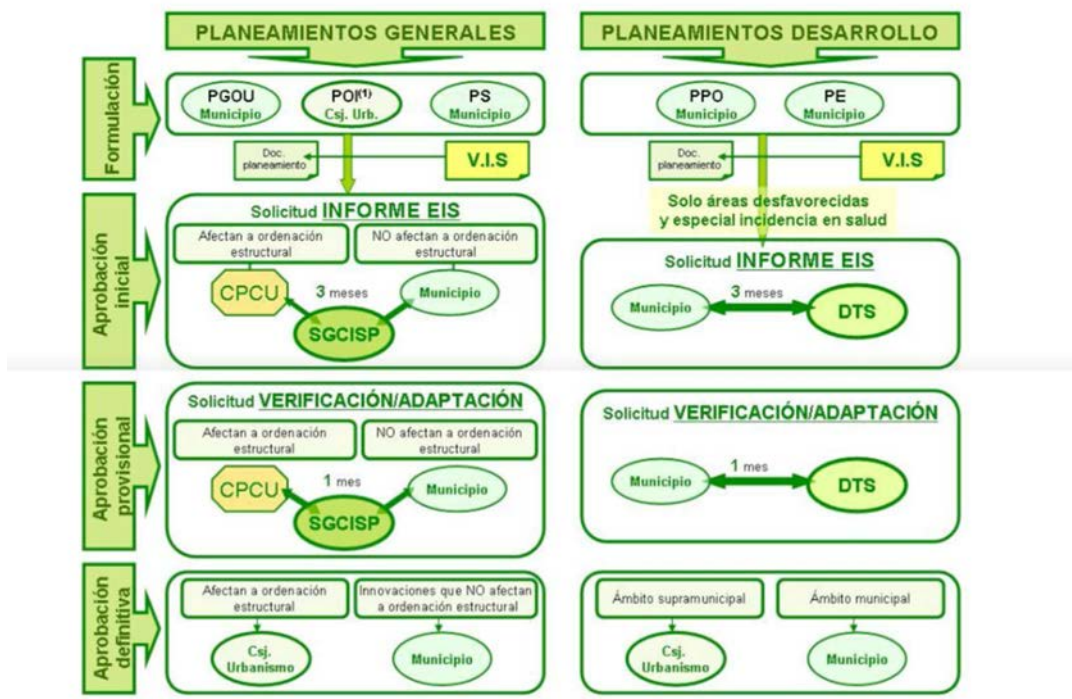 PLANEAMIENTOS GENERALES
PLANEAMIENTOS DESARROLLO
Formulación
PGOU
Municipio
POI(1)
Csj. Urb.
PS
Municipio
PPO
Municipio
PE
Municipio
Doc.
planeamiento
V.I.S
Doc.
planeamiento
V.I.S
Solo áreas desfavorecidas
y especial incidencia en salud
Aprobación
inicial
Solicitud INFORME EIS
Afectan a ordenación
estructural
NO afectan a ordenación
estructural
CPCU
3 meses
Municipio
SGCISP
Solicitud INFORME EIS
Municipio
3 meses
DTS
Aprobación
provisional
Solicitud VERIFICACIÓN/ADAPTACIÓN
Afectan a ordenación
estructural
NO afectan a ordenación
estructural
CPCU
1 mes
Municipio
SGCISP
Solicitud VERIFICACIÓN/ADAPTACIÓN
Municipio
1 mes
DTS
Aprobación
definitiva
Afectan a ordenación
estructural
Innovaciones que NO afectan
a ordenación estructural
Csj.
Urbanismo
Municipio
Ámbito supramunicipal
Ámbito municipal
Csj.
Urbanismo
Municipio